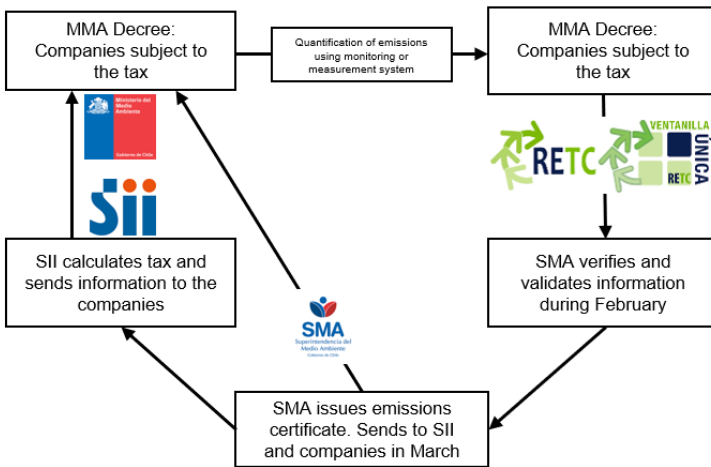 MMA Decree:
Companies subject to
the tax
Quantification of emissions
using monitoring or
measurement system
MMA Decree:
Companies subject to
the tax
Ministerio del
Medio
Ambiente
Gobierno de Chile
RETC
VENTANILLA
ÚNICA
RETC
Sii
SII calculates tax and
sends information to the
companies
SMA verifies and
validates information
during February
SMA
Superintendencia del
Medio Ambiente
Gobierno de Chile
SMA issues emissions
certificate. Sends to SII
and companies in March